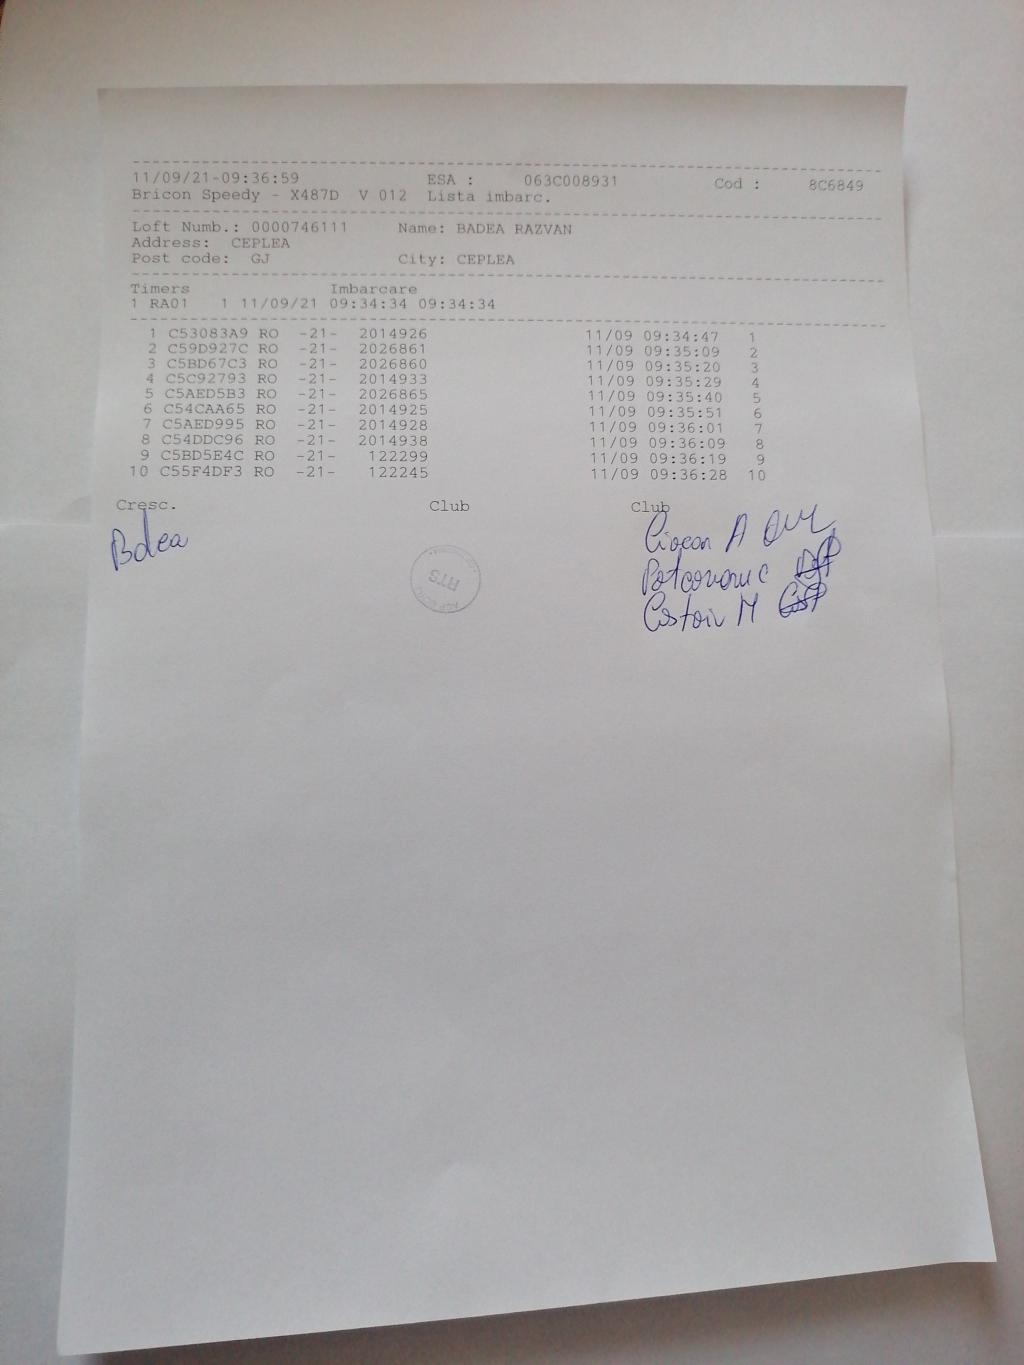 11/09/21-09:36:59 ESA : 063C008931 Cod : 8C6849
Bricon Speedy - X487D V 012 Lista imbarc.
Loft Numb.: 0000746111 Name: BADEA RAZVAN
Address: CEPLEA
Post code: GJ City: CEPLEA
Timers Imbarcare
1 RA01 1 11/09/21 09:34:34 09:34:34
1 C53083A9 RO -21- 2014926 11/09 09:34:47 1
2 C59D927C RO -21- 2026861 11/09 09:35:09 2
3 C5BD67C3 RO -21- 2026860 11/09 09:35:20 3
4 C5C92793 RO -21- 2014933 11/09 09:35:29 4
5 C5AED5B3 RO -21- 2026865 11/09 09:35:40 5
6 C54CAA65 RO -21- 2014925 11/09 09:35:51 6
7 C5AED995 RO -21- 2014928 11/09 09:36:01 7
8 C54DDC96 RO -21- 2014938 11/09 09:36:09 8
9 C5BD5E4C RO -21- 122299 11/09 09:36:19 9
10 C55F4DF3 RO -21- 122245 11/09 09:36:28 10
Cresc. Club Club
Badea
RTS
A
M